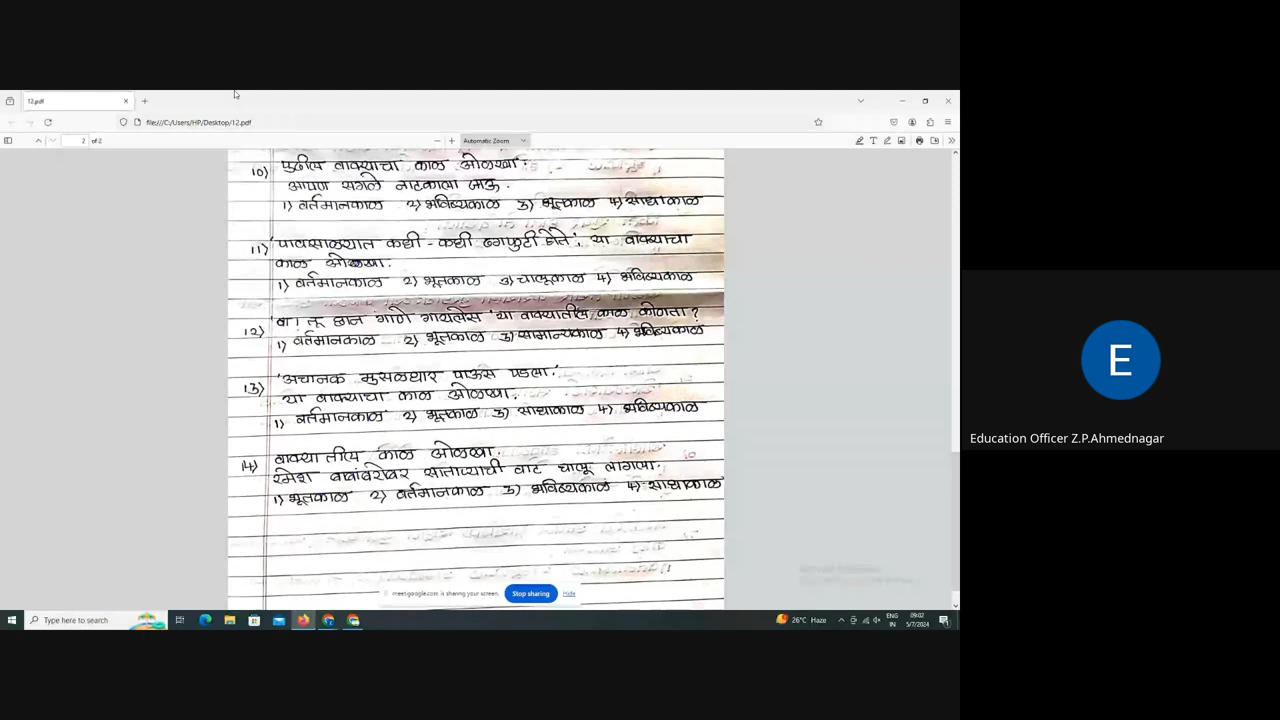 12.pdf
file:///C:/Users/HP/Desktop/12.pdf
2 of 2
Automatic Zoom
10) पुढील वाक्याचा काळ ओळखा.
आपण सगळे नाटकाला जाऊ.
1) वर्तमानकाळ 2) भविष्यकाळ 3) भूतकाळ 4) साधाकाळ
11) 'पावसाळ्यात कधी - कधी ढगफुटी होते', या वाक्याचा
काळ ओळखा.
1) वर्तमानकाळ 2) भूतकाळ 3) चालूकाळ 4) भविष्यकाळ
12) 'वा! तू छान गाणे गायलेस' या वाक्यातील काळ कोणता?
1) वर्तमानकाळ 2) भूतकाळ 3) सामान्यकाळ 4) भविष्यकाळ
13) 'अचानक मुसळधार पाऊस पडला.'
या वाक्याचा काळ ओळखा.
1) वर्तमानकाळ 2) भूतकाळ 3) साधाकाळ 4) भविष्यकाळ
14) वाक्यातील काळ ओळखा.
रमेश बाबांबरोबर साताऱ्याची वाट चालू लागला.
1) भूतकाळ 2) वर्तमानकाळ 3) भविष्यकाळ 4) साधाकाळ
meet.google.com is sharing your screen.
Stop sharing
Hide
Type here to search
26°C Haze
ENG
IN
09:02
5/7/2024
E
Education Officer Z.P.Ahmednagar